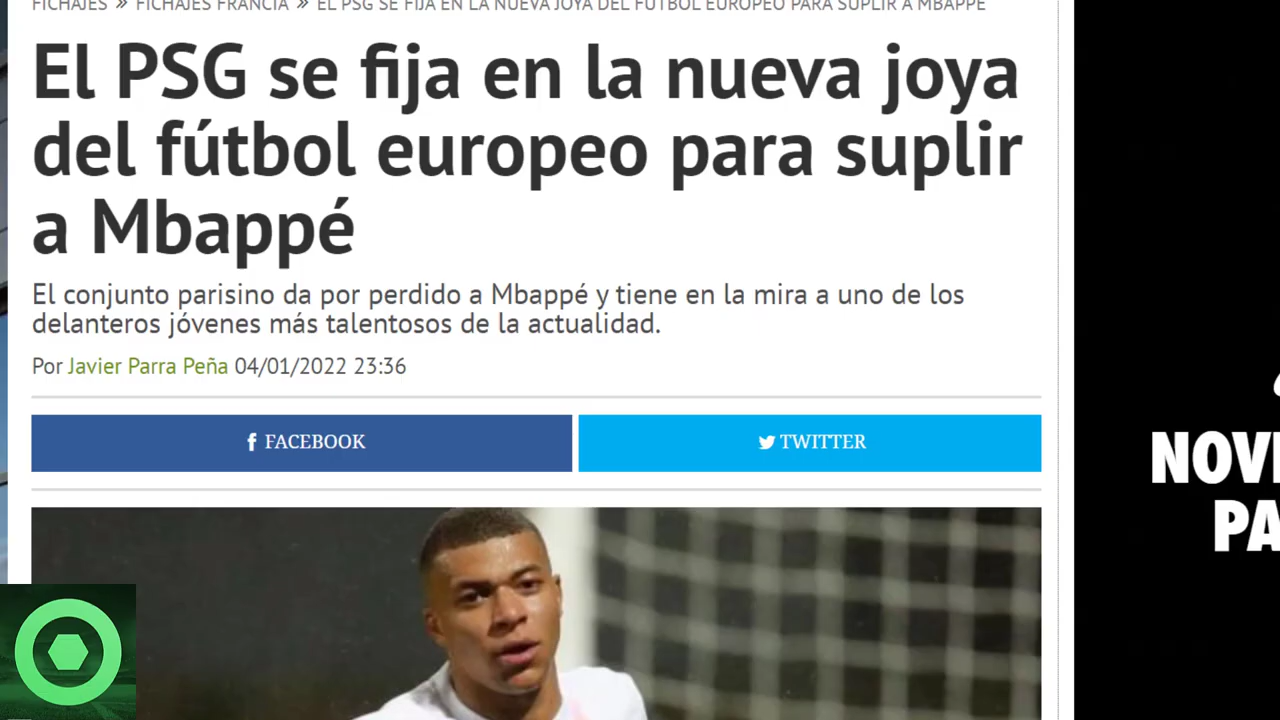 FICHAJES » FICHAJES FRANCIA » EL PSG SE FIJA EN LA NUEVA JOYA DEL FÚTBOL EUROPEO PARA SUPLIR A MBAPPÉ
El PSG se fija en la nueva joya
del fútbol europeo para suplir
a Mbappé
El conjunto parisino da por perdido a Mbappé y tiene en la mira a uno de los
delanteros jóvenes más talentosos de la actualidad.
Por Javier Parra Peña 04/01/2022 23:36
FACEBOOK
TWITTER
NOVE
PA